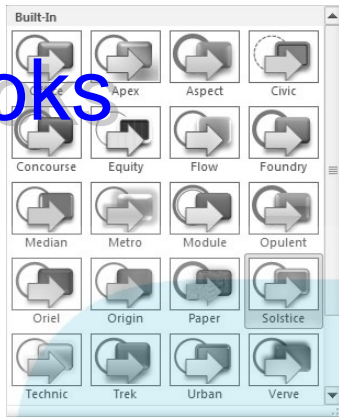 Built-In
oks
Apex Aspect Civic
Concourse Equity Flow Foundry
Median Metro Module Opulent
Oriel Origin Paper Solstice
Technic Trek Urban Verve